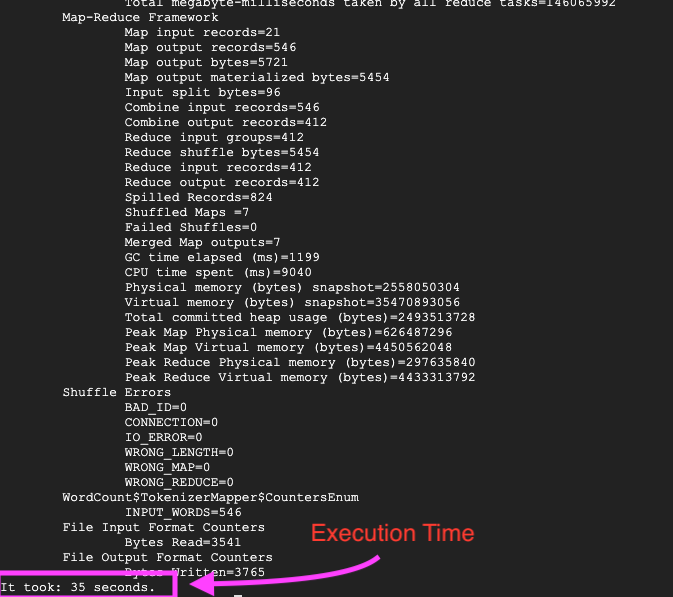 Total megabyte-milliseconds taken by all reduce tasks=146065992
Map-Reduce Framework
Map input records=21
Map output records=546
Map output bytes=5721
Map output materialized bytes=5454
Input split bytes=96
Combine input records=546
Combine output records=412
Reduce input groups=412
Reduce shuffle bytes=5454
Reduce input records=412
Reduce output records=412
Spilled Records=824
Shuffled Maps =7
Failed Shuffles=0
Merged Map outputs=7
GC time elapsed (ms)=1199
CPU time spent (ms)=9040
Physical memory (bytes) snapshot=2558050304
Virtual memory (bytes) snapshot=35470893056
Total committed heap usage (bytes)=2493513728
Peak Map Physical memory (bytes)=626487296
Peak Map Virtual memory (bytes)=4450562048
Peak Reduce Physical memory (bytes)=297635840
Peak Reduce Virtual memory (bytes)=4433313792
Shuffle Errors
BAD_ID=0
CONNECTION=0
IO_ERROR=0
WRONG_LENGTH=0
WRONG_MAP=0
WRONG_REDUCE=0
WordCount$TokenizerMapper$CountersEnum
INPUT_WORDS=546
File Input Format Counters
Bytes Read=3541
Execution Time
File Output Format Counters
Bytes Written=3765
It took: 35 seconds.